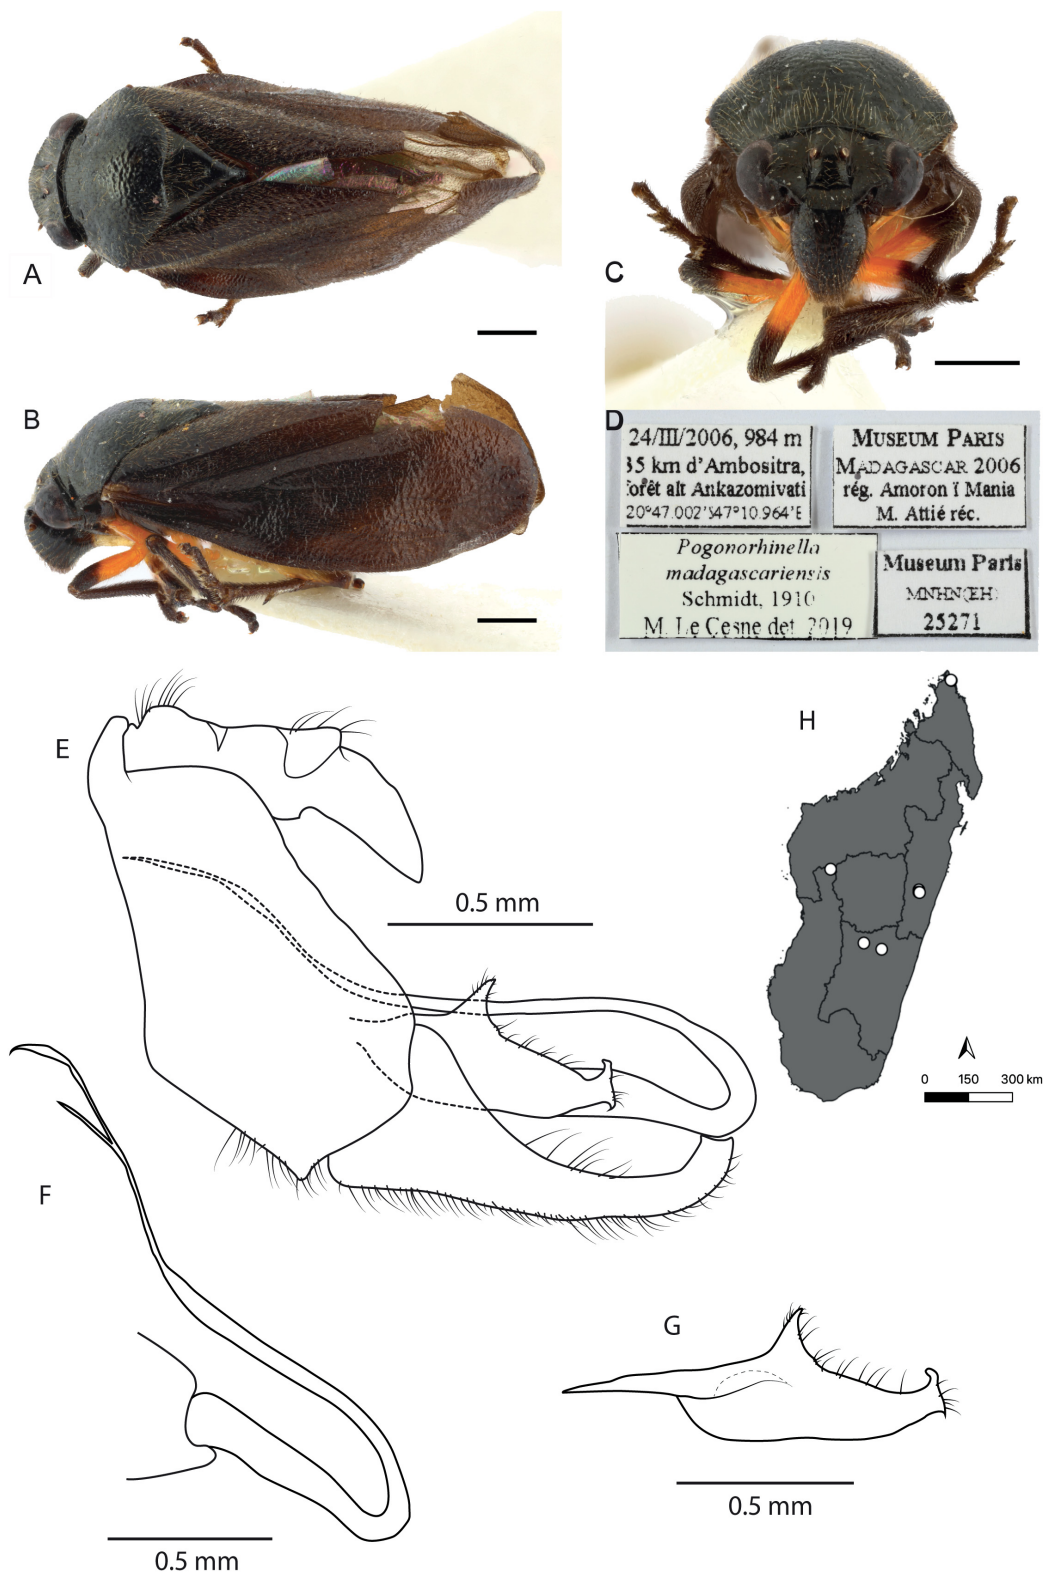 A
B
C
D
24/III/2006, 984 m
35 km d'Ambositra,
forêt alt Ankazomivati
20°47.002'S47°10.964'E
MUSEUM PARIS
MADAGASCAR 2006
rég. Amoron ï Mania
M. Attié réc.
Pogonorhinella
madagascariensis
Schmidt, 1910
M. Le Cesne det. 2019
Museum Paris
MNHN(EH)
25271
E
0.5 mm
F
0.5 mm
G
0.5 mm
H
0 150 300 km